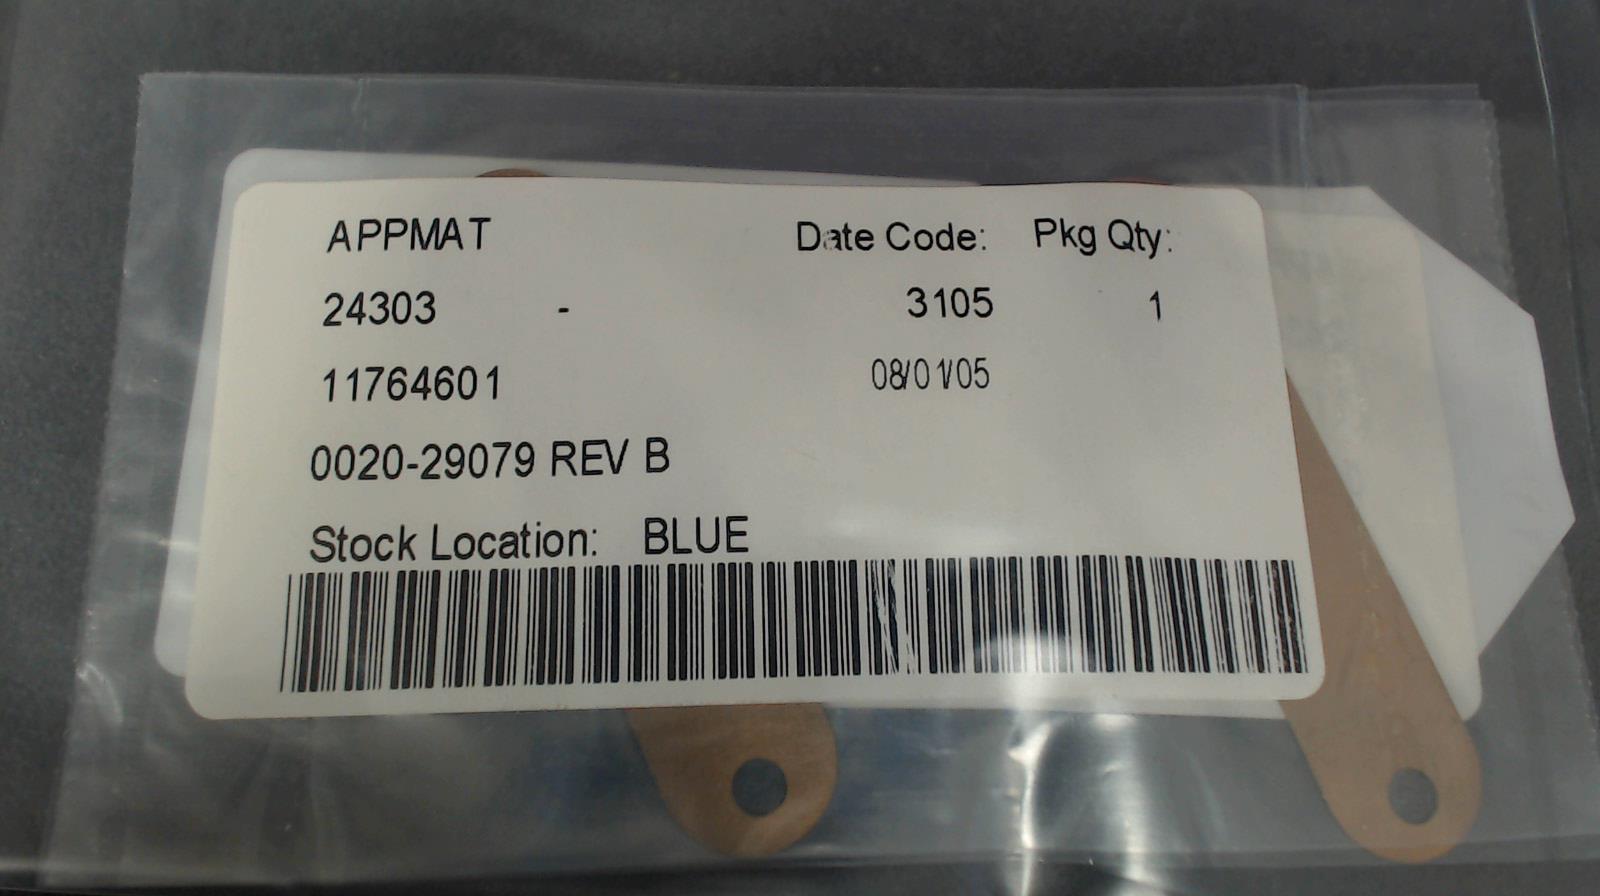 APPMAT Date Code: Pkg Qty:
24303 - 3105 1
11764601 08/01/05
0020-29079 REV B
Stock Location: BLUE